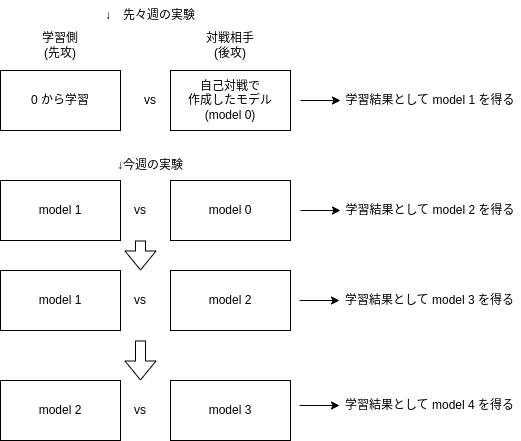 ↓ 先々週の実験
学習側
(先攻)
対戦相手
(後攻)
0 から学習
vs
自己対戦で
作成したモデル
(model 0)
学習結果として model 1 を得る
↓今週の実験
model 1
vs
model 0
学習結果として model 2 を得る
model 1
vs
model 2
学習結果として model 3 を得る
model 2
vs
model 3
学習結果として model 4 を得る